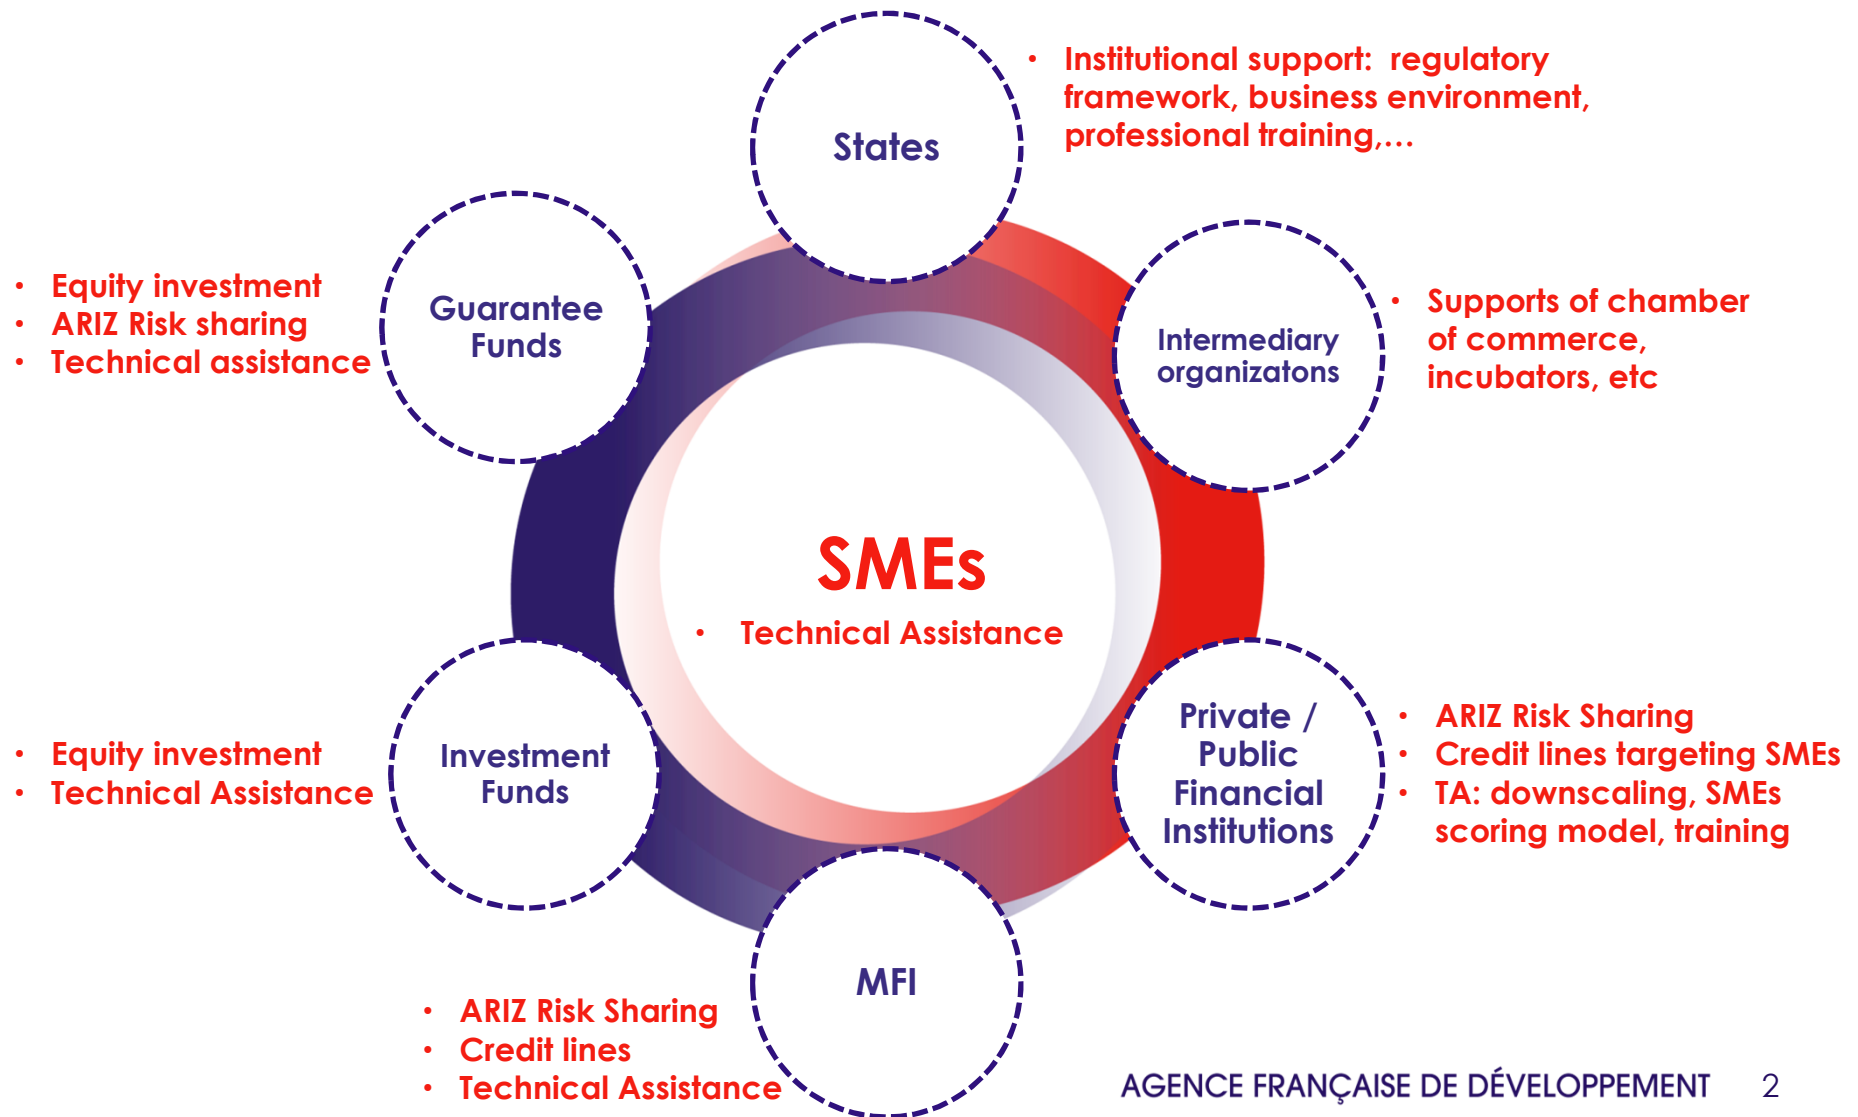 States
• Institutional support: regulatory
framework, business environment,
professional training,...
Guarantee
Funds
• Equity investment
• ARIZ Risk sharing
• Technical assistance
Intermediary
organizatons
• Supports of chamber
of commerce,
incubators, etc
SMEs
• Technical Assistance
Investment
Funds
• Equity investment
• Technical Assistance
Private /
Public
Financial
Institutions
• ARIZ Risk Sharing
• Credit lines targeting SMEs
• TA: downscaling, SMEs
scoring model, training
MFI
• ARIZ Risk Sharing
• Credit lines
• Technical Assistance
AGENCE FRANÇAISE DE DÉVELOPPEMENT 2